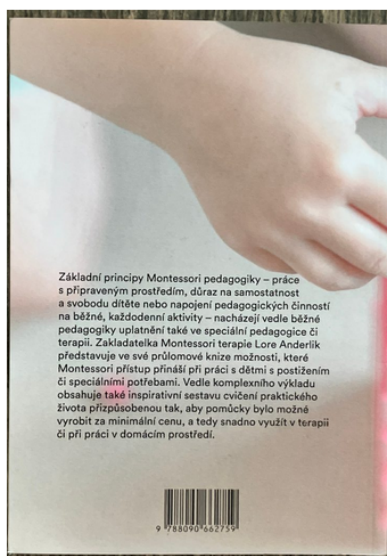 Základní principy Montessori pedagogiky – práce
s připraveným prostředím, důraz na samostatnost
a svobodu dítěte nebo napojení pedagogických činností
na běžné, každodenní aktivity – nacházejí vedle běžné
pedagogiky uplatnění také ve speciální pedagogice či
terapii. Zakladatelka Montessori terapie Lore Anderlik
představuje ve své průlomové knize možnosti, které
Montessori přístup přináší při práci s dětmi s postižením
či speciálními potřebami. Vedle komplexního výkladu
obsahuje také inspirativní sestavu cvičení praktického
života přizpůsobenou tak, aby pomůcky bylo možné
vyrobit za minimální cenu, a tedy snadno využít v terapii
či při práci v domácím prostředí.
9 788090 662759